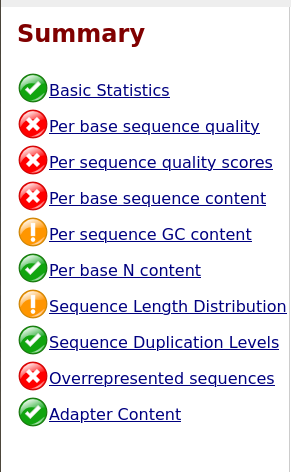 Summary
Basic Statistics
Per base sequence quality
Per sequence quality scores
Per base sequence content
Per sequence GC content
Per base N content
Sequence Length Distribution
Sequence Duplication Levels
Overrepresented sequences
Adapter Content